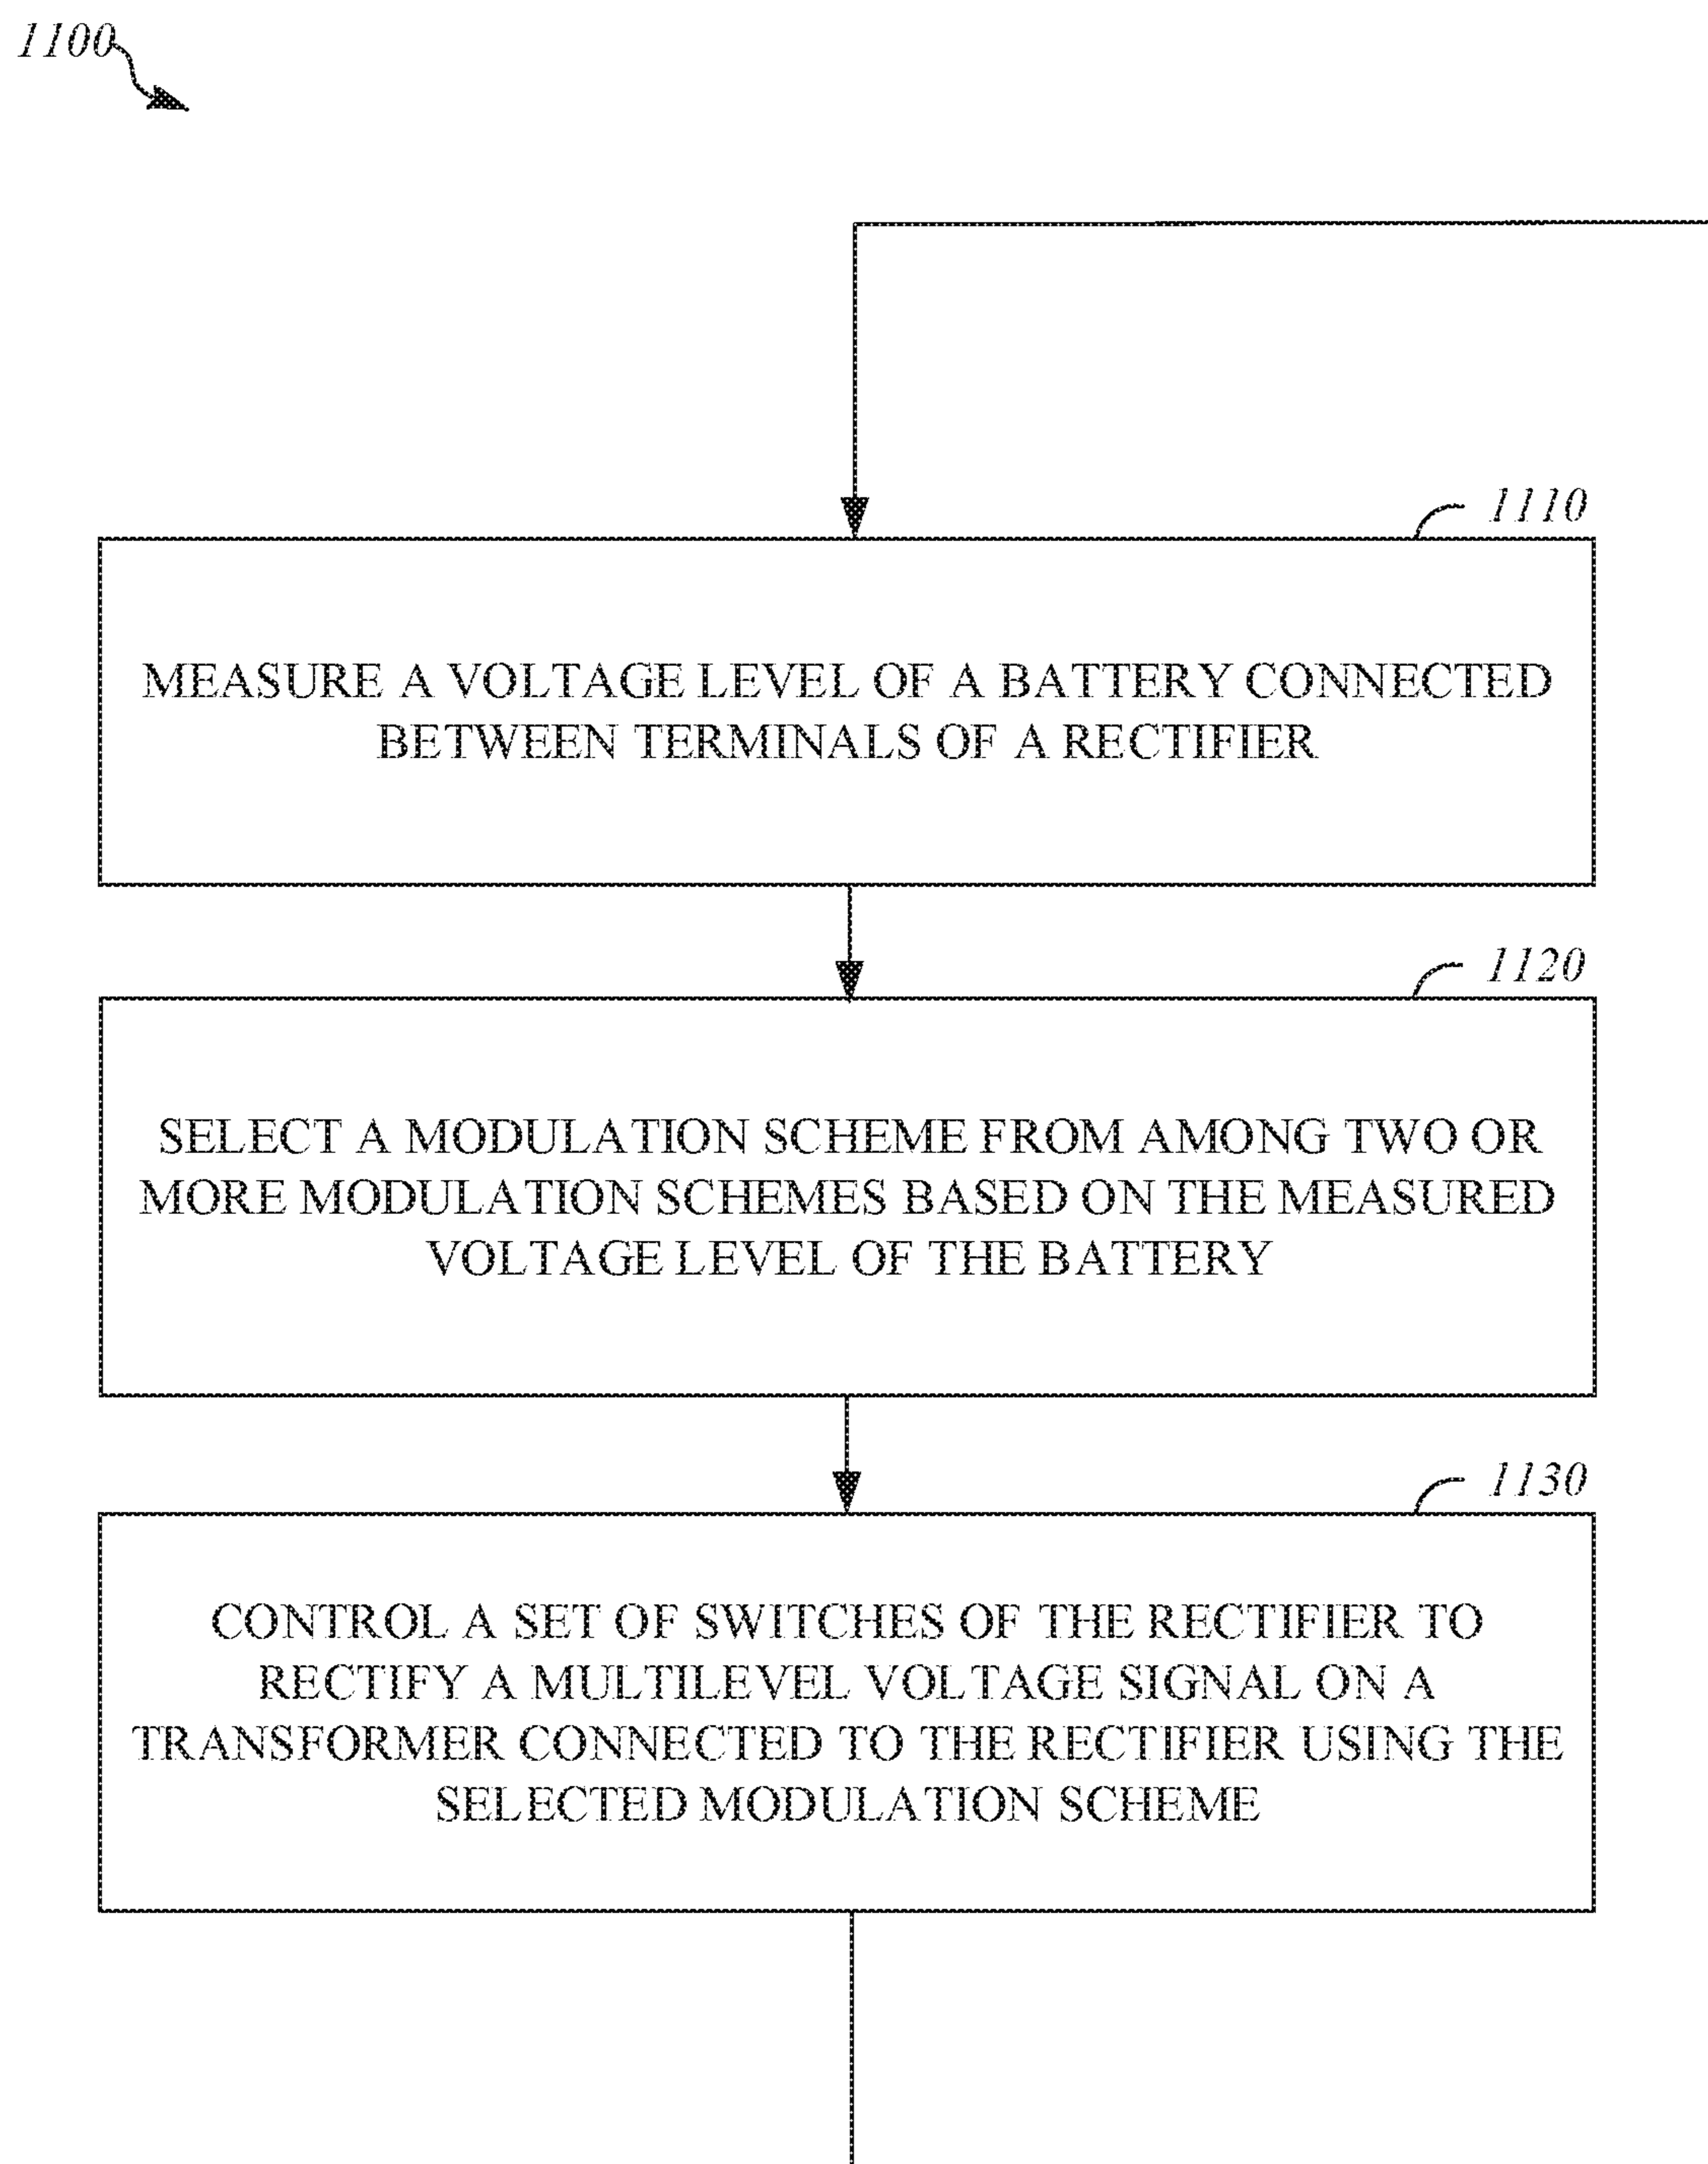 1100
1110
MEASURE A VOLTAGE LEVEL OF A BATTERY CONNECTED
BETWEEN TERMINALS OF A RECTIFIER
1120
SELECT A MODULATION SCHEME FROM AMONG TWO OR
MORE MODULATION SCHEMES BASED ON THE MEASURED
VOLTAGE LEVEL OF THE BATTERY
1130
CONTROL A SET OF SWITCHES OF THE RECTIFIER TO
RECTIFY A MULTILEVEL VOLTAGE SIGNAL ON A
TRANSFORMER CONNECTED TO THE RECTIFIER USING THE
SELECTED MODULATION SCHEME